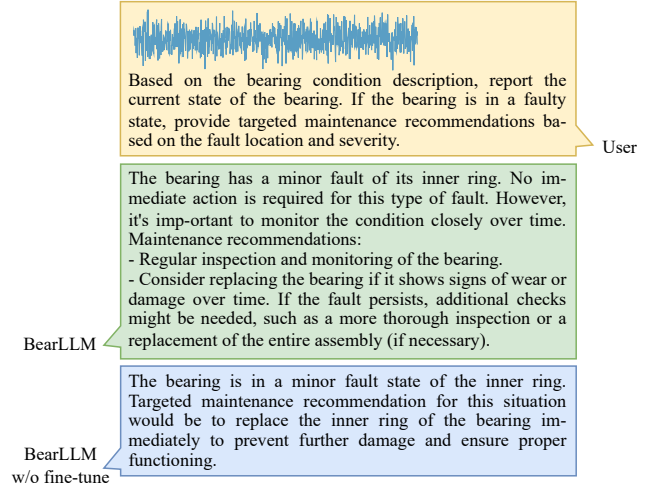 Based on the bearing condition description, report the
current state of the bearing. If the bearing is in a faulty
state, provide targeted maintenance recommendations ba-
sed on the fault location and severity.
User
The bearing has a minor fault of its inner ring. No im-
mediate action is required for this type of fault. However,
it's imp-ortant to monitor the condition closely over time.
Maintenance recommendations:
- Regular inspection and monitoring of the bearing.
- Consider replacing the bearing if it shows signs of wear or
damage over time. If the fault persists, additional checks
might be needed, such as a more thorough inspection or a
replacement of the entire assembly (if necessary).
BearLLM
The bearing is in a minor fault state of the inner ring.
Targeted maintenance recommendation for this situation
would be to replace the inner ring of the bearing im-
mediately to prevent further damage and ensure proper
functioning.
BearLLM
w/o fine-tune